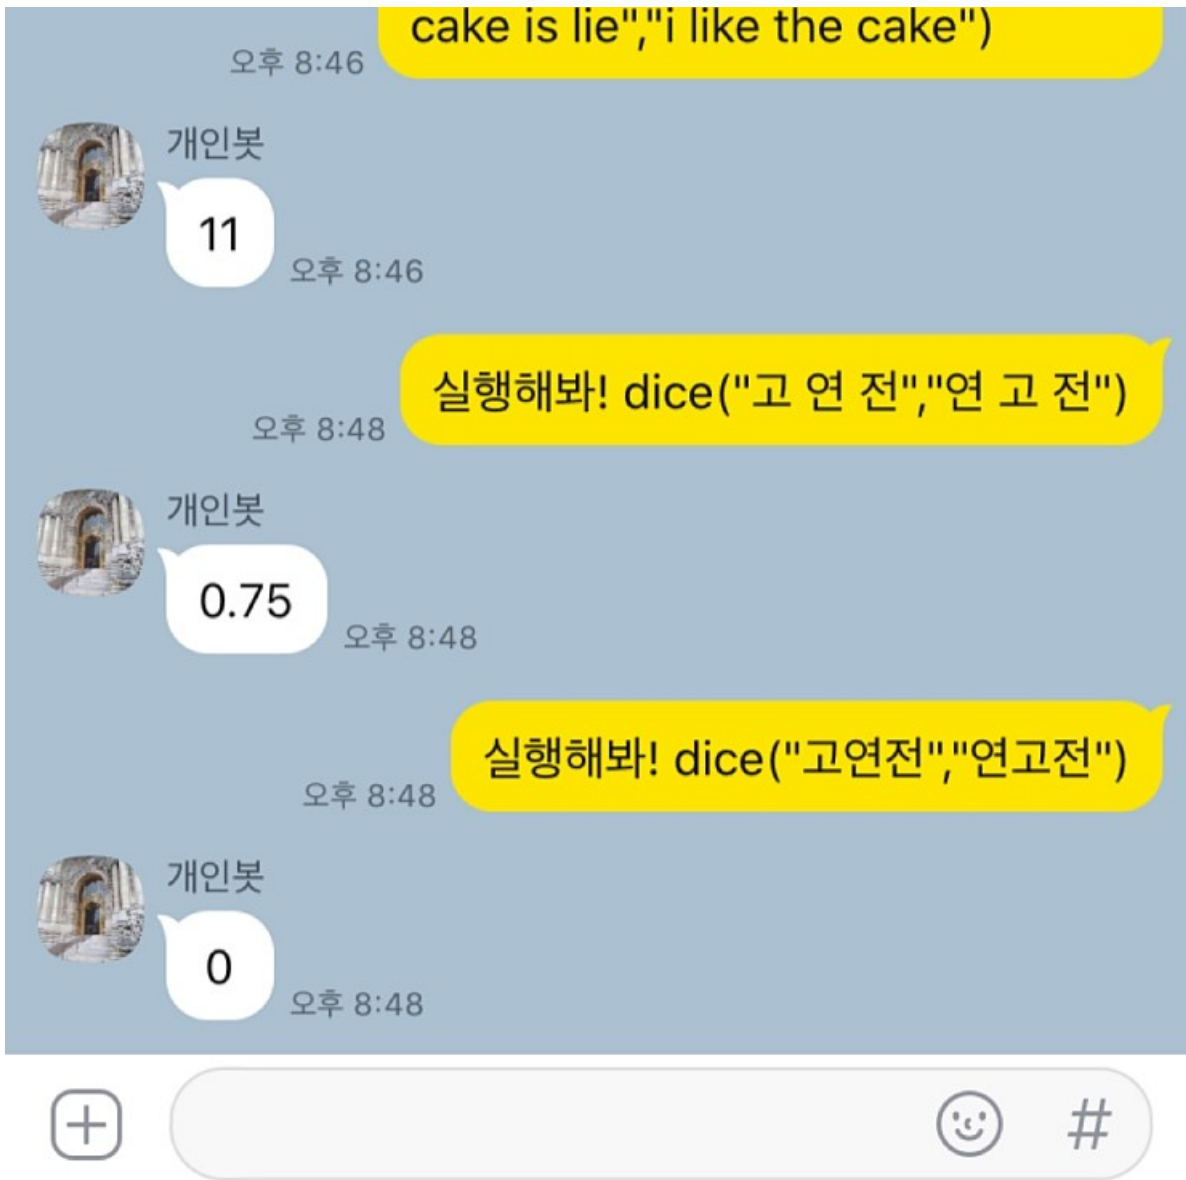 cake is lie","i like the cake")
오후 8:46
개인봇
11
오후 8:46
실행해봐! dice("고 연 전","연 고 전")
오후 8:48
개인봇
0.75
오후 8:48
실행해봐! dice("고연전","연고전")
오후 8:48
개인봇
0
오후 8:48
#